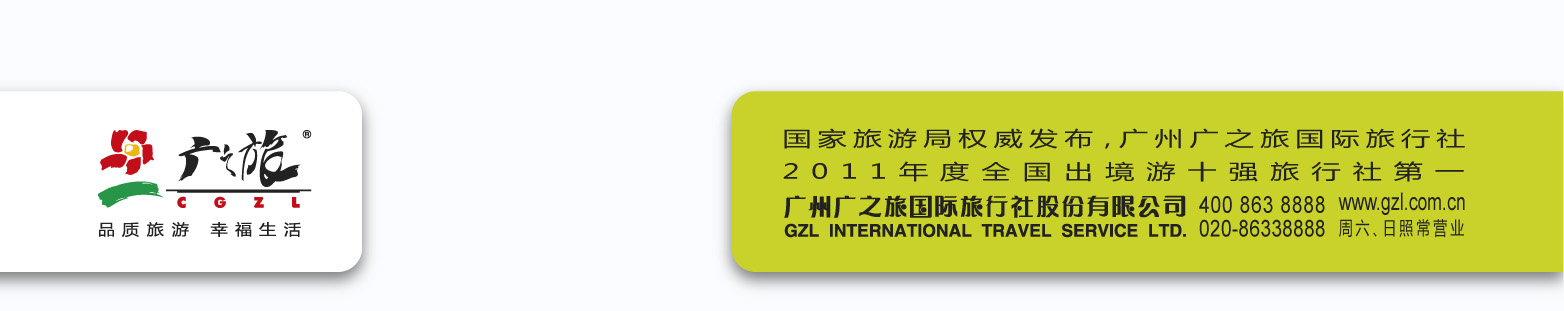 广之旅®
CGZL
品质旅游 幸福生活
国家旅游局权威发布,广州广之旅国际旅行社
2011年度全国出境游十强旅行社第一
广州广之旅国际旅行社股份有限公司 400 863 8888 www.gzl.com.cn
GZL INTERNATIONAL TRAVEL SERVICE LTD. 020-86338888 周六、日照常营业